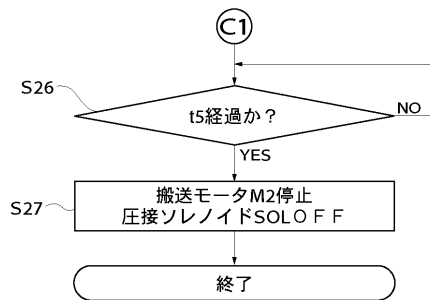 C1
S26
t5経過か？
NO
YES
S27
搬送モータM2停止
圧接ソレノイドSOLＯＦＦ
終了